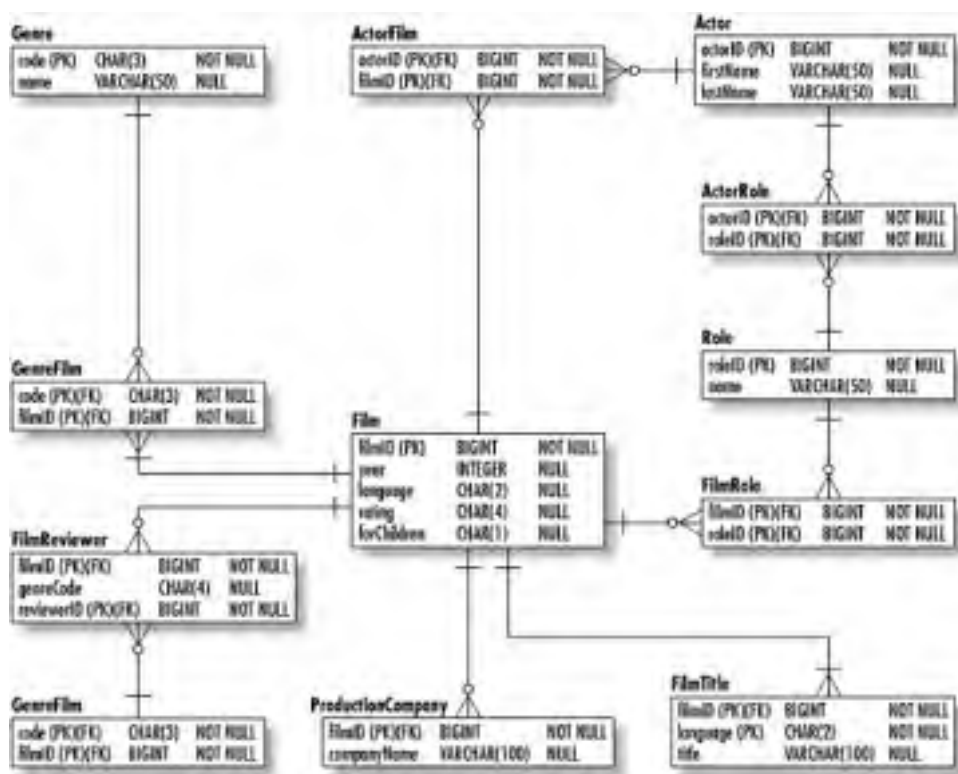 Genre
code (PK) CHAR(3) NOT NULL
name VARCHAR(50) NULL
ActorFilm
actorID (PK)(FK) BIGINT NOT NULL
filmID (PK)(FK) BIGINT NOT NULL
Actor
actorID (PK) BIGINT NOT NULL
firstName VARCHAR(50) NULL
lastName VARCHAR(50) NULL
ActorRole
actorID (PK)(FK) BIGINT NOT NULL
roleID (PK)(FK) BIGINT NOT NULL
Role
roleID (PK) BIGINT NOT NULL
name VARCHAR(50) NULL
GenreFilm
code (PK)(FK) CHAR(3) NOT NULL
filmID (PK)(FK) BIGINT NOT NULL
Film
filmID (PK) BIGINT NOT NULL
year INTEGER NULL
language CHAR(2) NULL
rating CHAR(4) NULL
forChildren CHAR(1) NULL
FilmRole
filmID (PK)(FK) BIGINT NOT NULL
roleID (PK)(FK) BIGINT NOT NULL
FilmReviewer
filmID (PK)(FK) BIGINT NOT NULL
genreCode CHAR(4) NULL
reviewerID (PK)(FK) BIGINT NOT NULL
GenreFilm
code (PK)(FK) CHAR(3) NOT NULL
filmID (PK)(FK) BIGINT NOT NULL
ProductionCompany
filmID (PK)(FK) BIGINT NOT NULL
companyName VARCHAR(100) NULL
FilmTitle
filmID (PK)(FK) BIGINT NOT NULL
language (PK) CHAR(2) NOT NULL
title VARCHAR(100) NULL